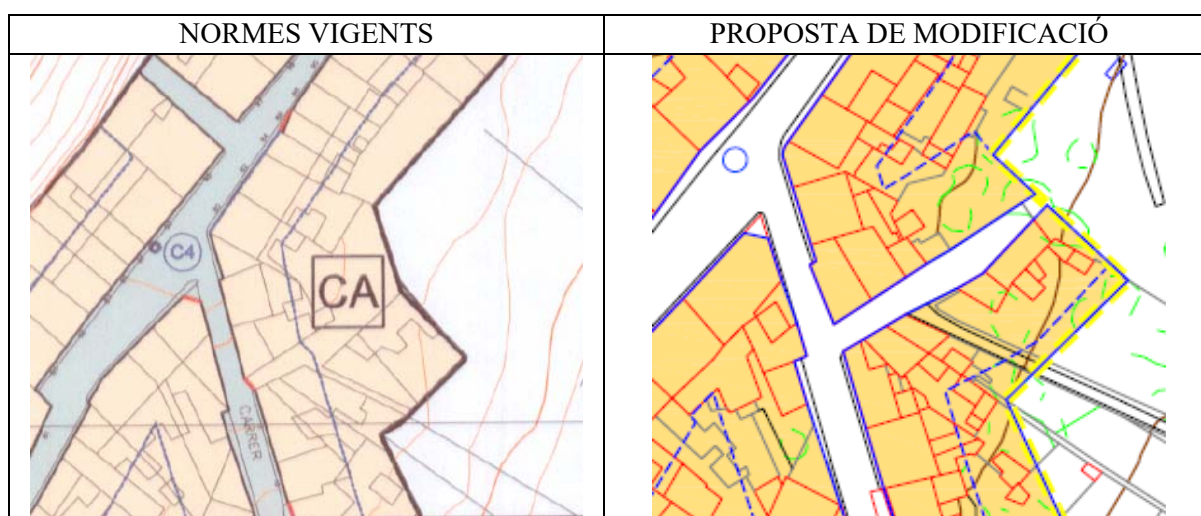 NORMES VIGENTS
PROPOSTA DE MODIFICACIÓ
C4
CA
CARRER